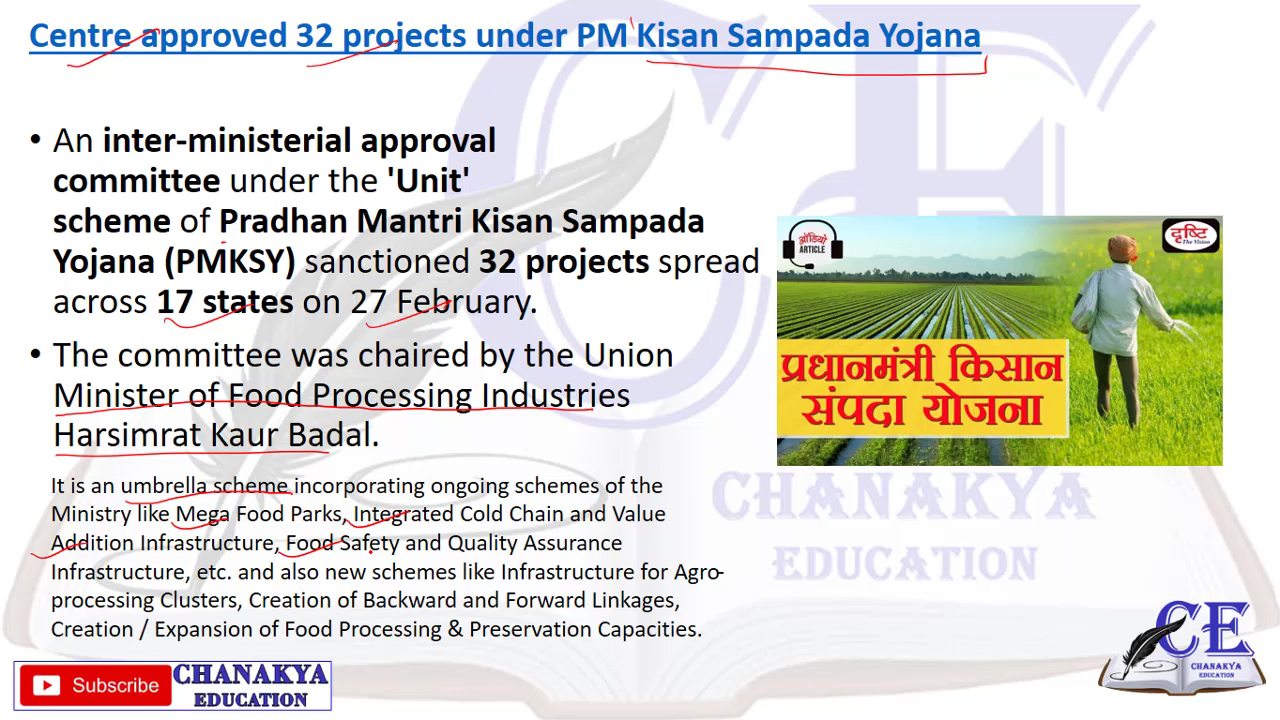 Centre approved 32 projects under PM Kisan Sampada Yojana
• An inter-ministerial approval
committee under the 'Unit'
scheme of Pradhan Mantri Kisan Sampada
Yojana (PMKSY) sanctioned 32 projects spread
across 17 states on 27 February.
• The committee was chaired by the Union
Minister of Food Processing Industries
Harsimrat Kaur Badal.
It is an umbrella scheme incorporating ongoing schemes of the
Ministry like Mega Food Parks, Integrated Cold Chain and Value
Addition Infrastructure, Food Safety and Quality Assurance
Infrastructure, etc. and also new schemes like Infrastructure for Agro-
processing Clusters, Creation of Backward and Forward Linkages,
Creation / Expansion of Food Processing & Preservation Capacities.
ऑडियो
ARTICLE
दृष्टि
The Vision
प्रधानमंत्री किसान
संपदा योजना
CE
CHANAKYA
EDUCATION
Subscribe
CHANAKYA
EDUCATION
CE
CHANAKYA
EDUCATION